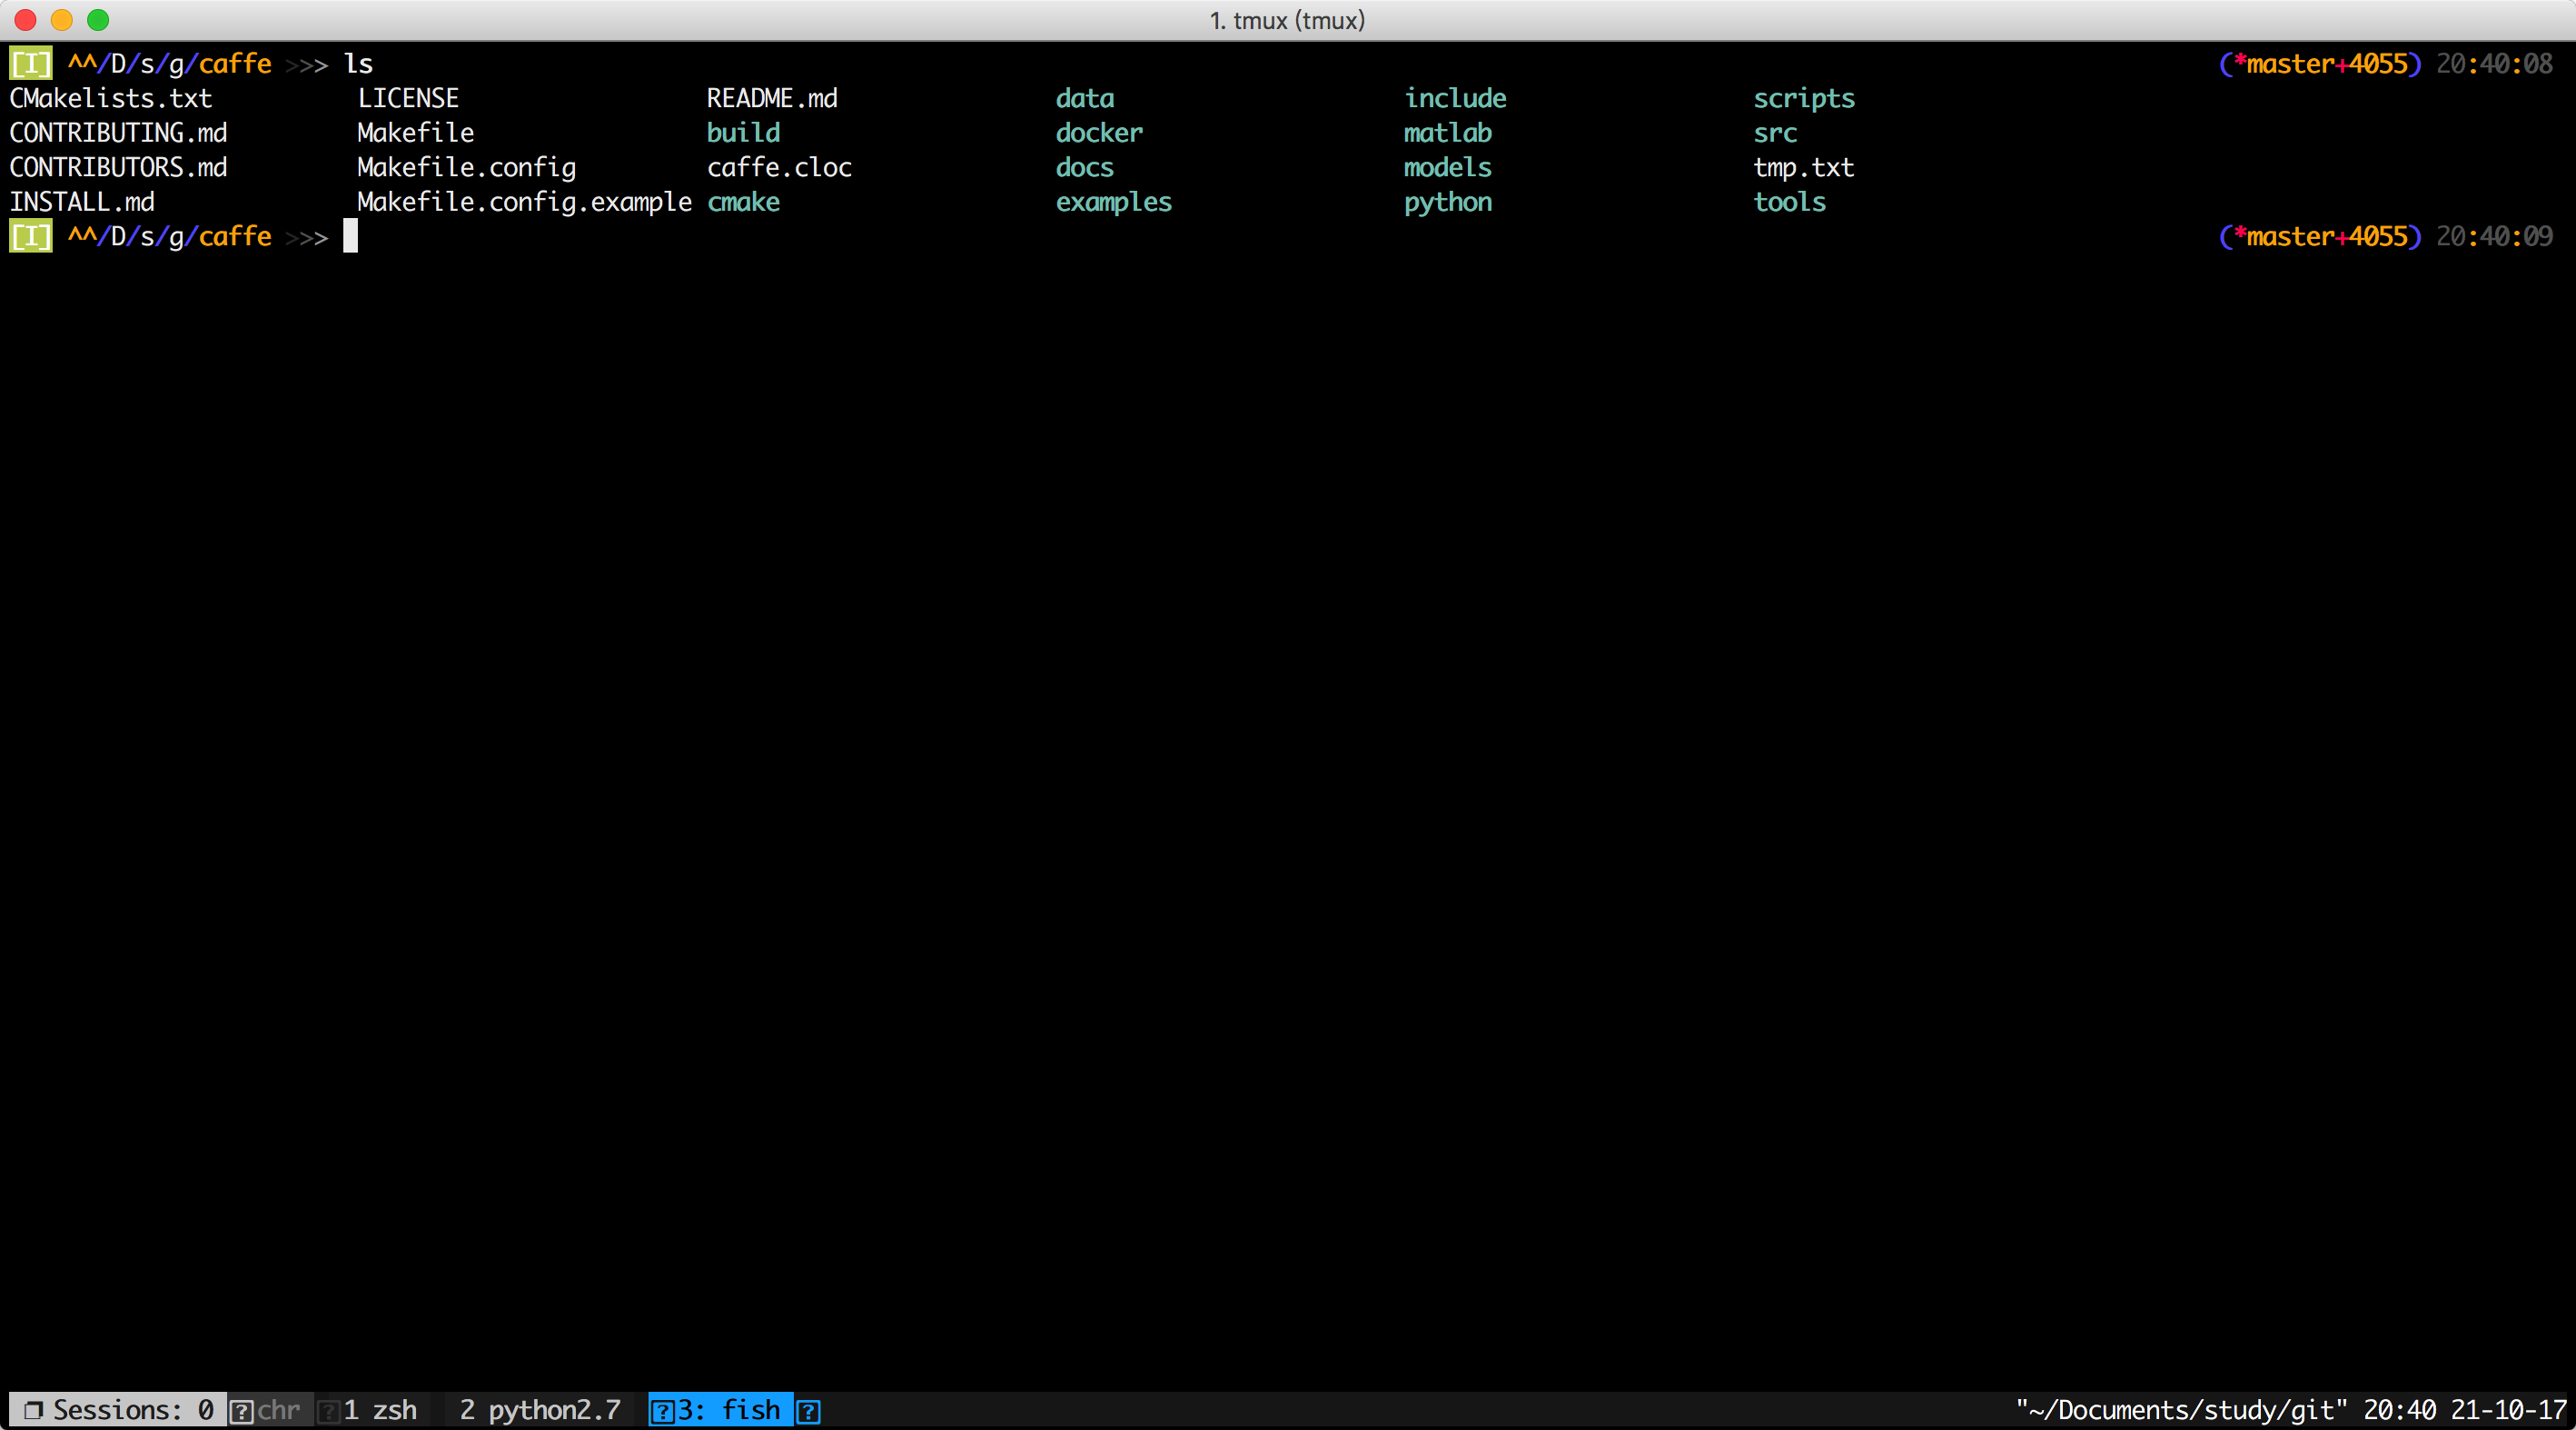 1. tmux (tmux)
[I] ^^/D/s/g/caffe >>> ls (*master+4055) 20:40:08
CMakeLists.txt LICENSE README.md data include scripts
CONTRIBUTING.md Makefile build docker matlab src
CONTRIBUTORS.md Makefile.config caffe.cloc docs models tmp.txt
INSTALL.md Makefile.config.example cmake examples python tools
[I] ^^/D/s/g/caffe >>> (*master+4055) 20:40:09
❐ Sessions: 0 ?chr ?1 zsh 2 python2.7 ?3: fish ? "~/Documents/study/git" 20:40 21-10-17